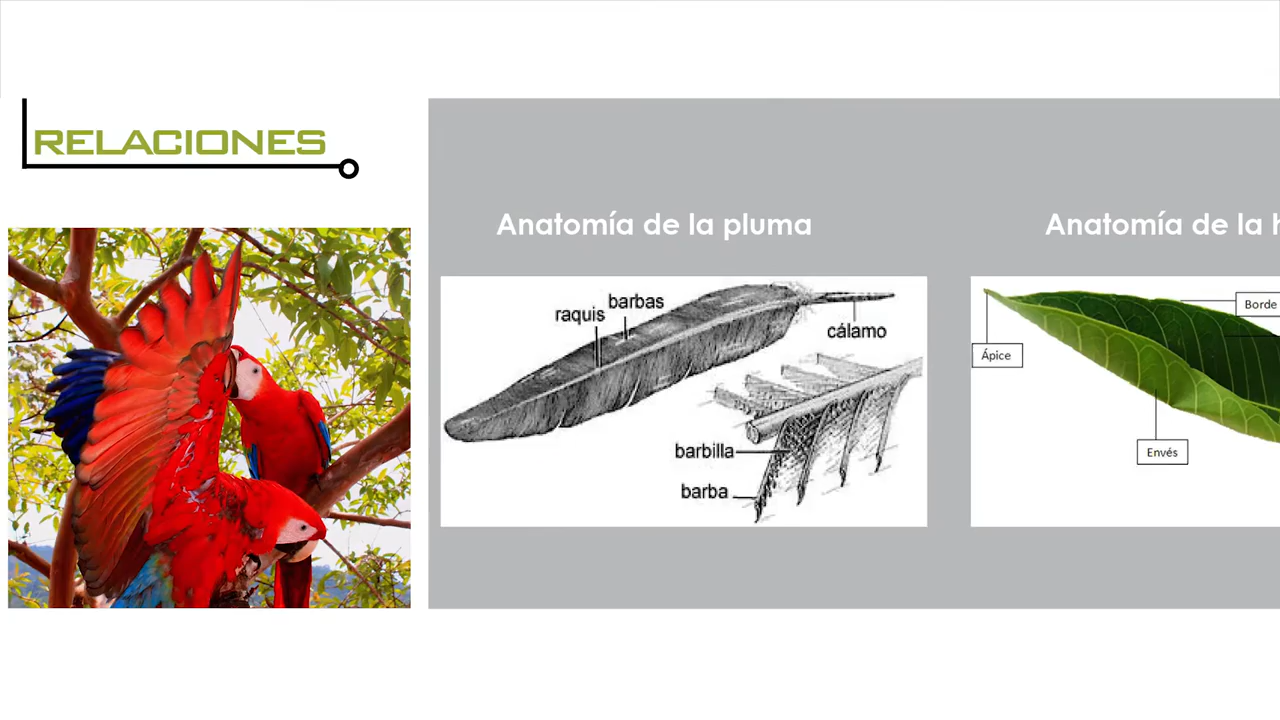 RELACIONES
Anatomía de la pluma
raquis
barbas
cálamo
barbilla
barba
Anatomía de la
Ápice
Borde
Envés